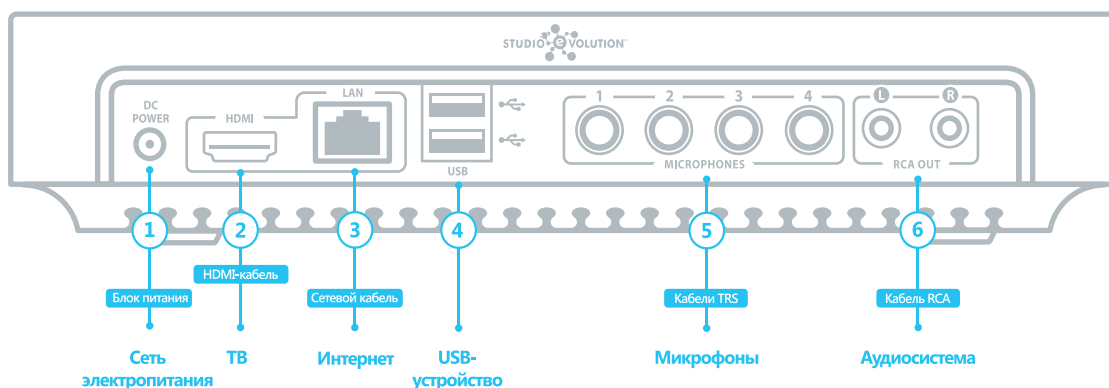 STUDIO EVOLUTION™
DC
POWER
HDMI
LAN
USB
1 2 3 4
MICROPHONES
L R
RCA OUT
1 2 3 4 5 6
HDMI-кабель
Блок питания
Сетевой кабель
Кабели TRS
Кабель RCA
Сеть
электропитания
ТВ
Интернет
USB-
устройство
Микрофоны
Аудиосистема